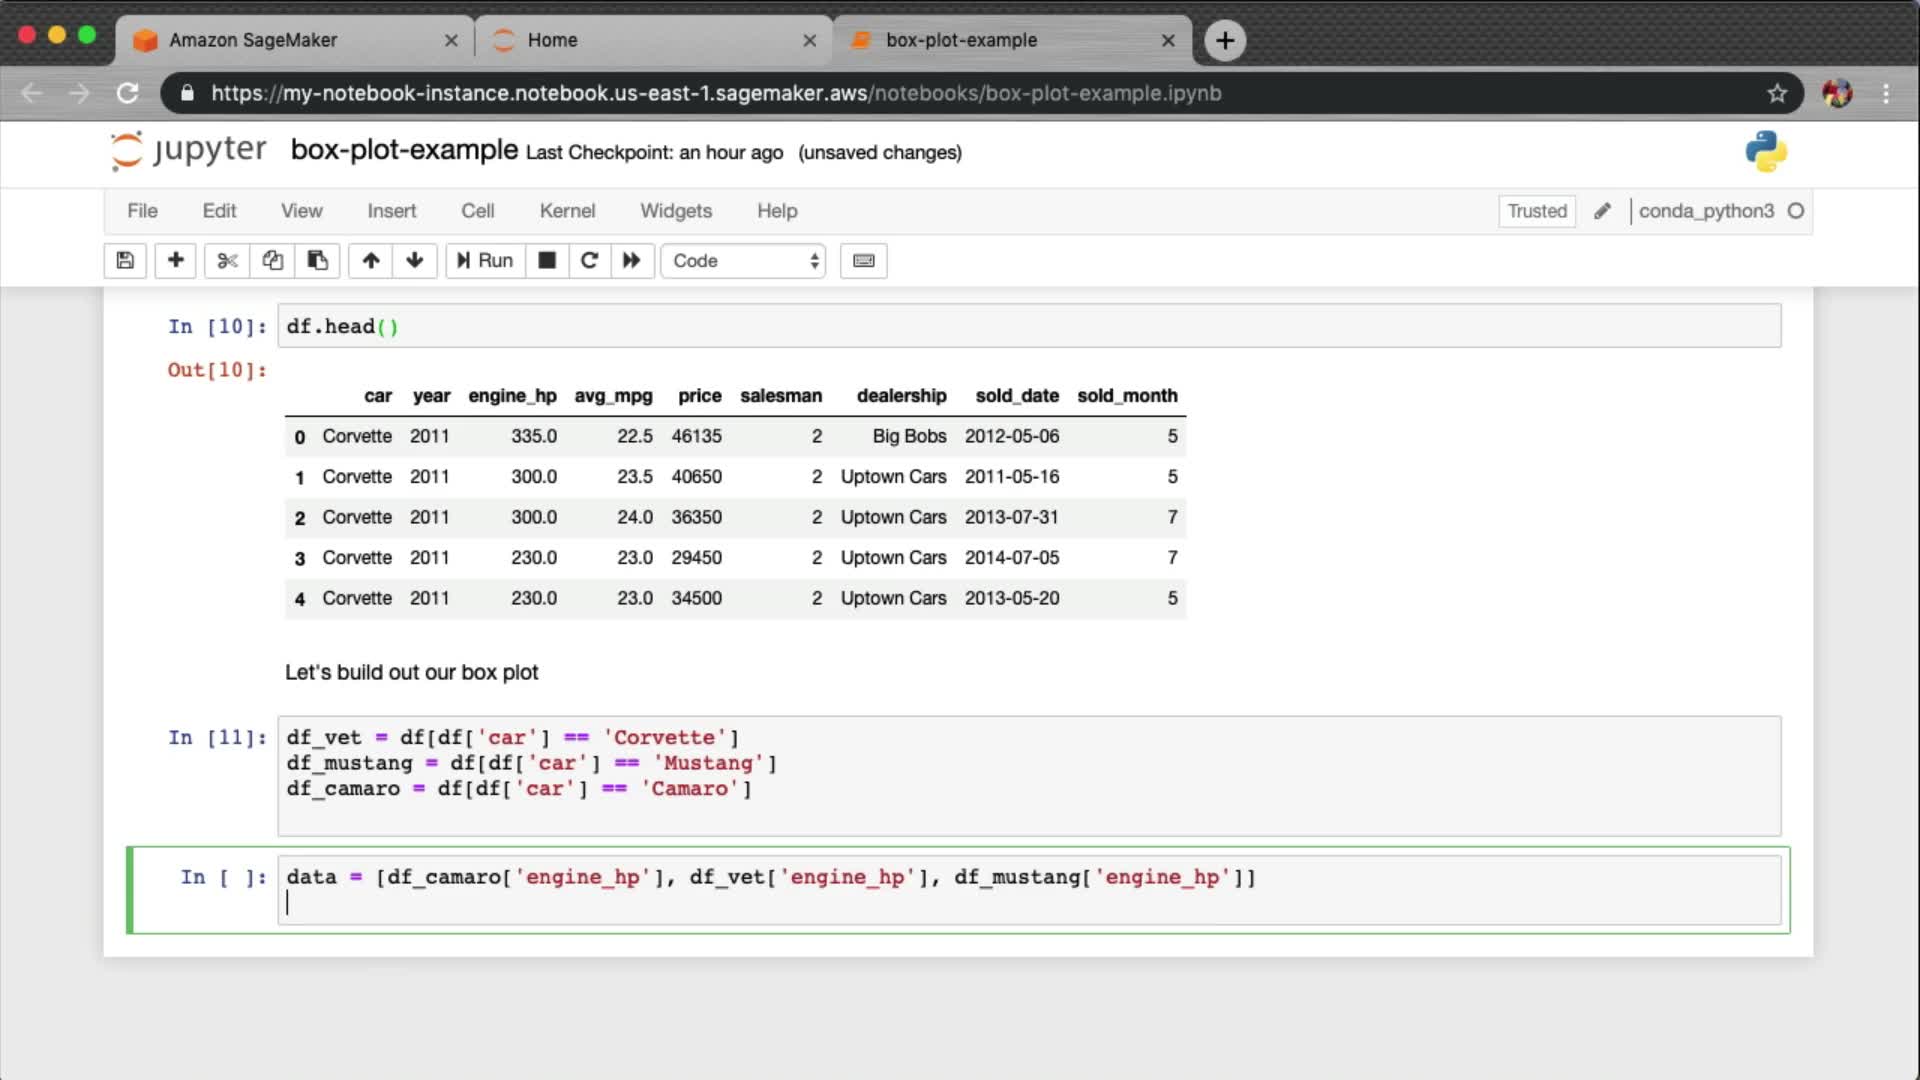 Amazon SageMaker
Home
box-plot-example
https://my-notebook-instance.notebook.us-east-1.sagemaker.aws/notebooks/box-plot-example.ipynb
jupyter box-plot-example Last Checkpoint: an hour ago (unsaved changes)
File Edit View Insert Cell Kernel Widgets Help Trusted conda_python3
Run Code
In [10]: df.head()
Out[10]:
car year engine_hp avg_mpg price salesman dealership sold_date sold_month
0 Corvette 2011 335.0 22.5 46135 2 Big Bobs 2012-05-06 5
1 Corvette 2011 300.0 23.5 40650 2 Uptown Cars 2011-05-16 5
2 Corvette 2011 300.0 24.0 36350 2 Uptown Cars 2013-07-31 7
3 Corvette 2011 230.0 23.0 29450 2 Uptown Cars 2014-07-05 7
4 Corvette 2011 230.0 23.0 34500 2 Uptown Cars 2013-05-20 5
Let's build out our box plot
In [11]: df_vet = df[df['car'] == 'Corvette']
df_mustang = df[df['car'] == 'Mustang']
df_camaro = df[df['car'] == 'Camaro']
In [ ]: data = [df_camaro['engine_hp'], df_vet['engine_hp'], df_mustang['engine_hp']]